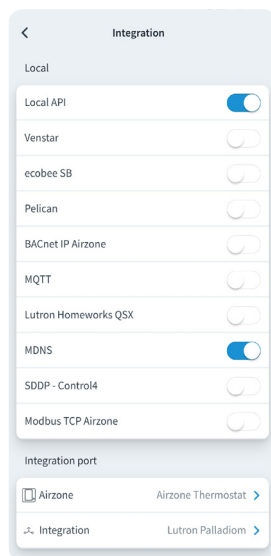 Integration
Local
Local API
Venstar
ecobee SB
Pelican
BACnet IP Airzone
MQTT
Lutron Homeworks QSX
MDNS
SDDP - Control4
Modbus TCP Airzone
Integration port
Airzone Airzone Thermostat
Integration Lutron Palladiom